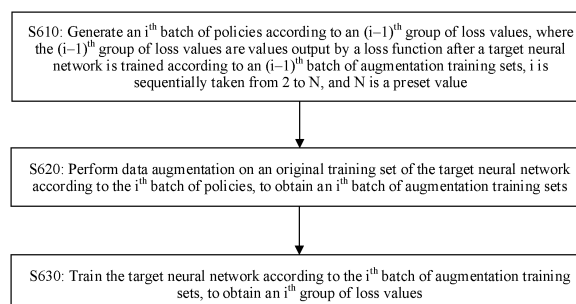 S610: Generate an iᵗʰ batch of policies according to an (i–1)ᵗʰ group of loss values, where
the (i–1)ᵗʰ group of loss values are values output by a loss function after a target neural
network is trained according to an (i–1)ᵗʰ batch of augmentation training sets, i is
sequentially taken from 2 to N, and N is a preset value
S620: Perform data augmentation on an original training set of the target neural network
according to the iᵗʰ batch of policies, to obtain an iᵗʰ batch of augmentation training sets
S630: Train the target neural network according to the iᵗʰ batch of augmentation training
sets, to obtain an iᵗʰ group of loss values